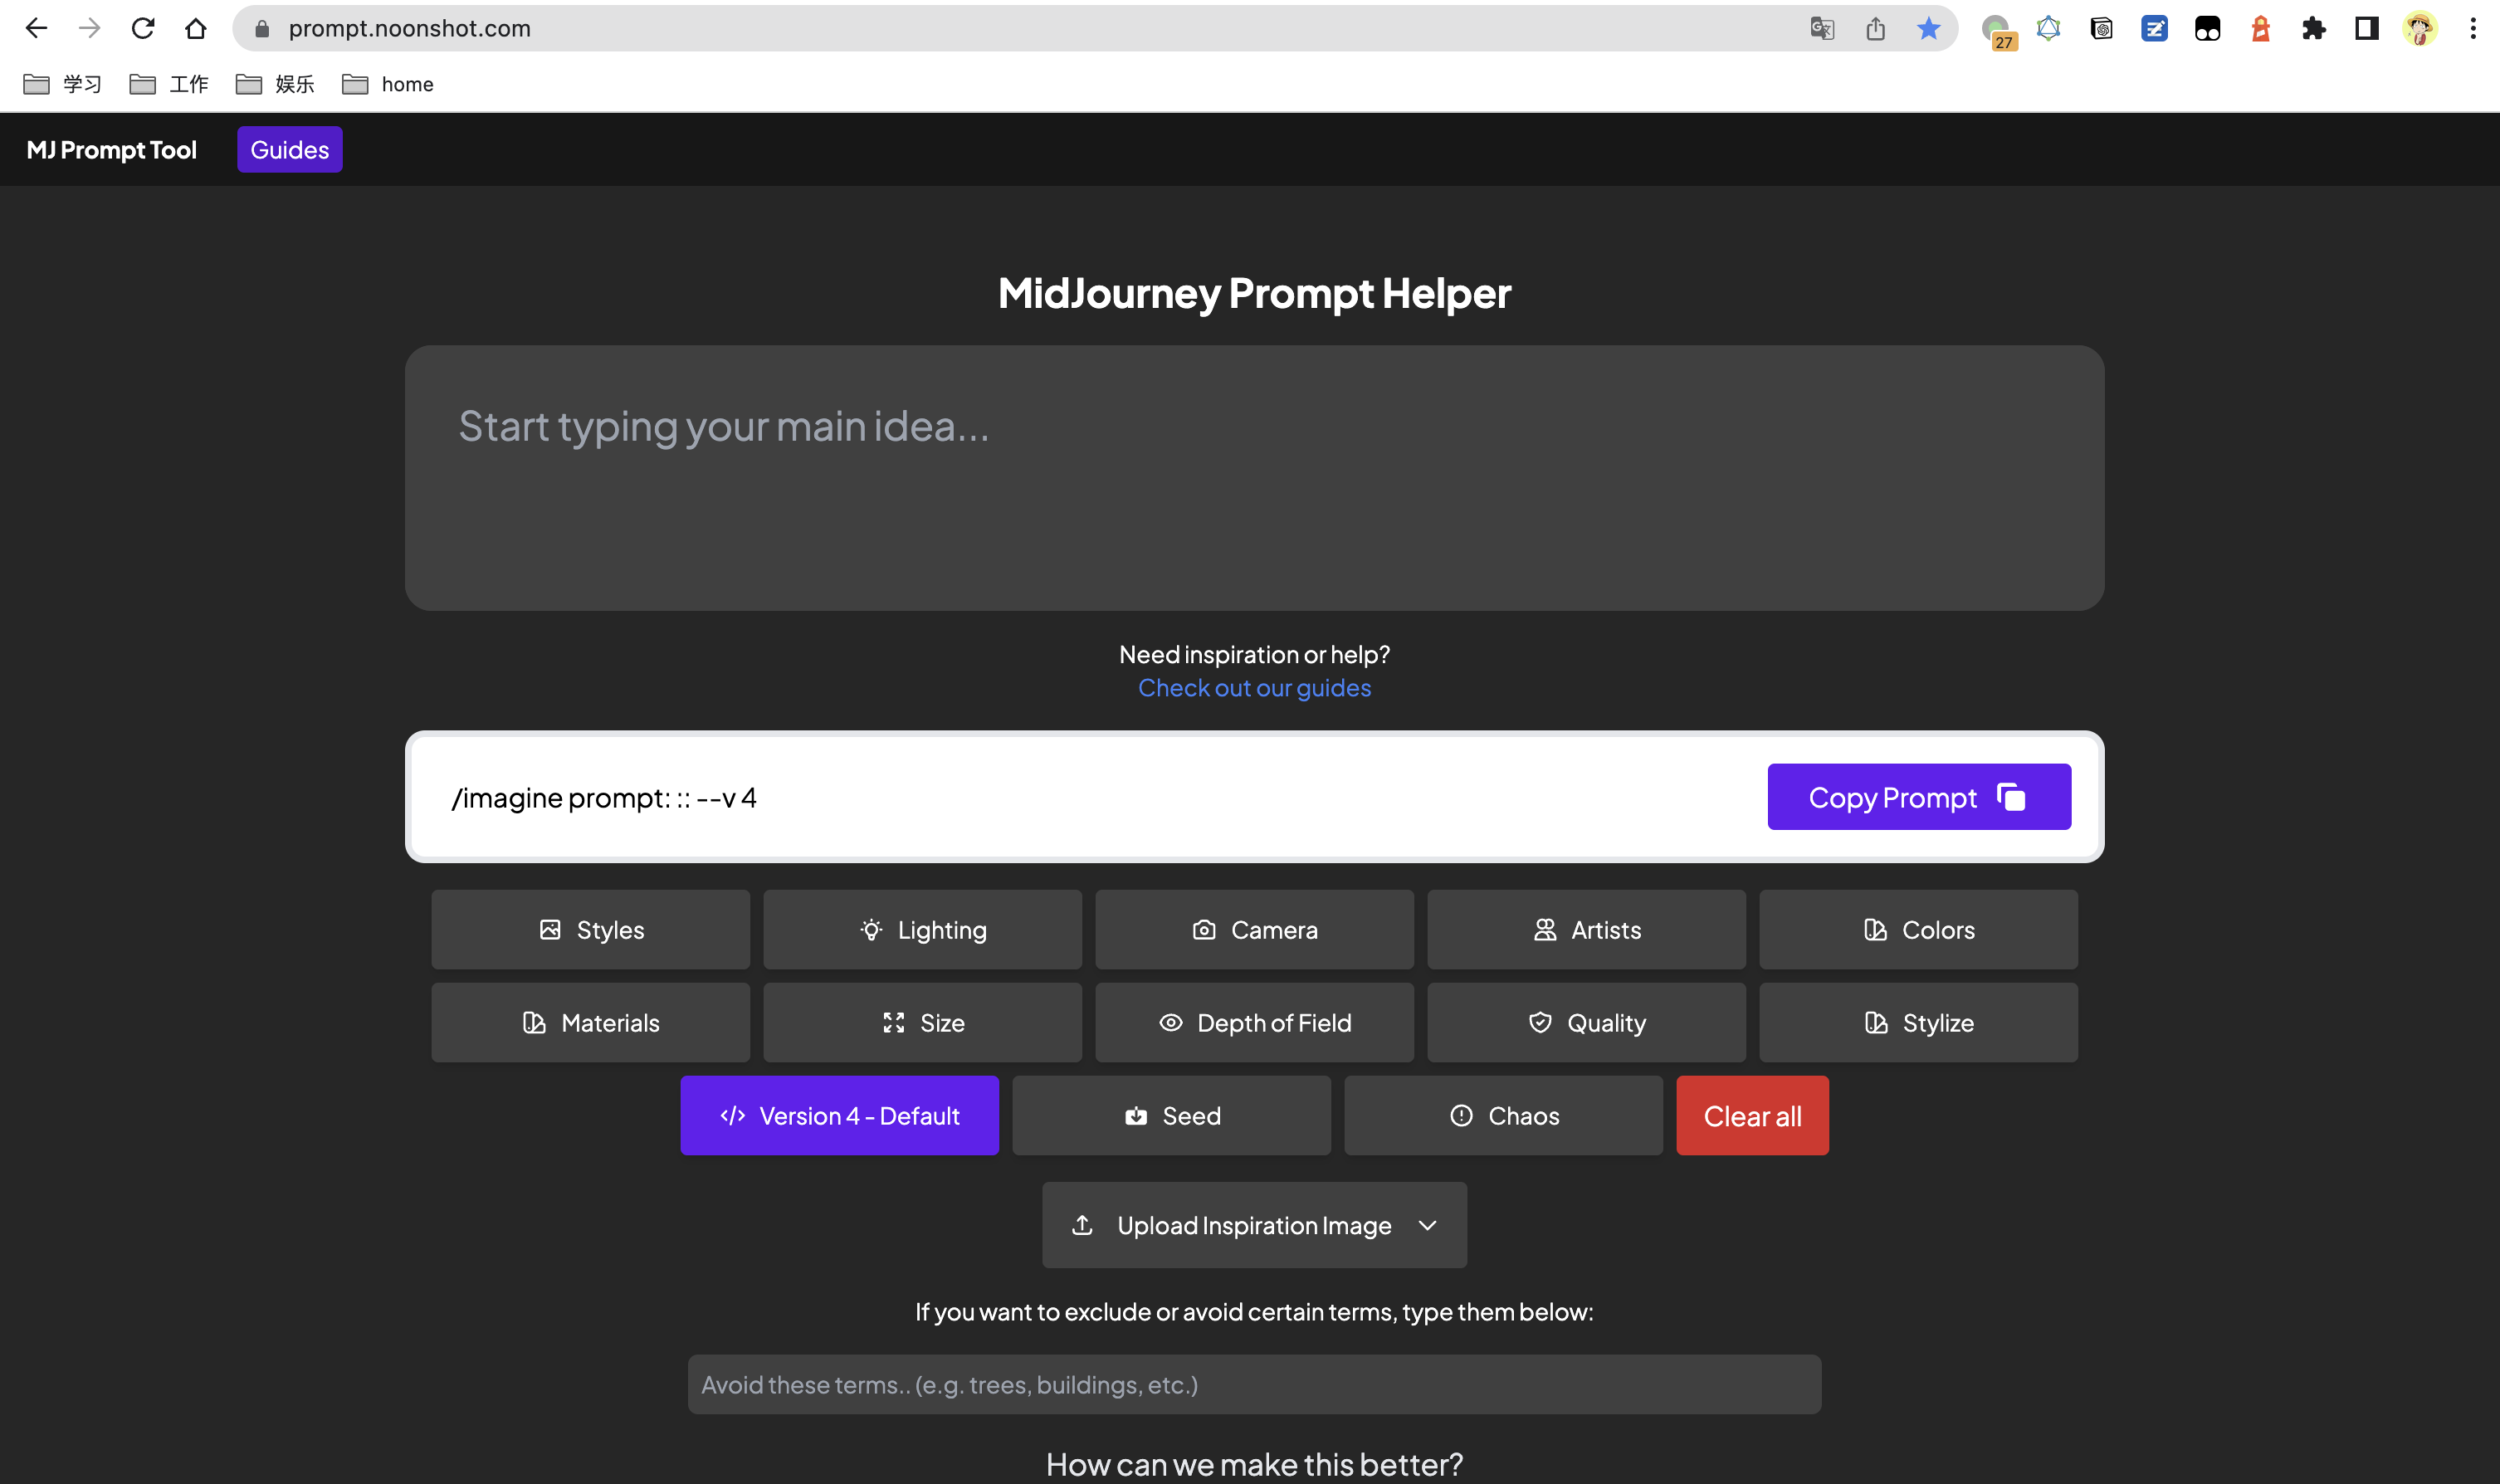 prompt.noonshot.com
27
学习 工作 娱乐 home
MJ Prompt Tool Guides
MidJourney Prompt Helper
Start typing your main idea...
Need inspiration or help?
Check out our guides
/imagine prompt: :: --v 4 Copy Prompt
Styles Lighting Camera Artists Colors
Materials Size Depth of Field Quality Stylize
</> Version 4 - Default Seed Chaos Clear all
Upload Inspiration Image
If you want to exclude or avoid certain terms, type them below:
Avoid these terms.. (e.g. trees, buildings, etc.)
How can we make this better?